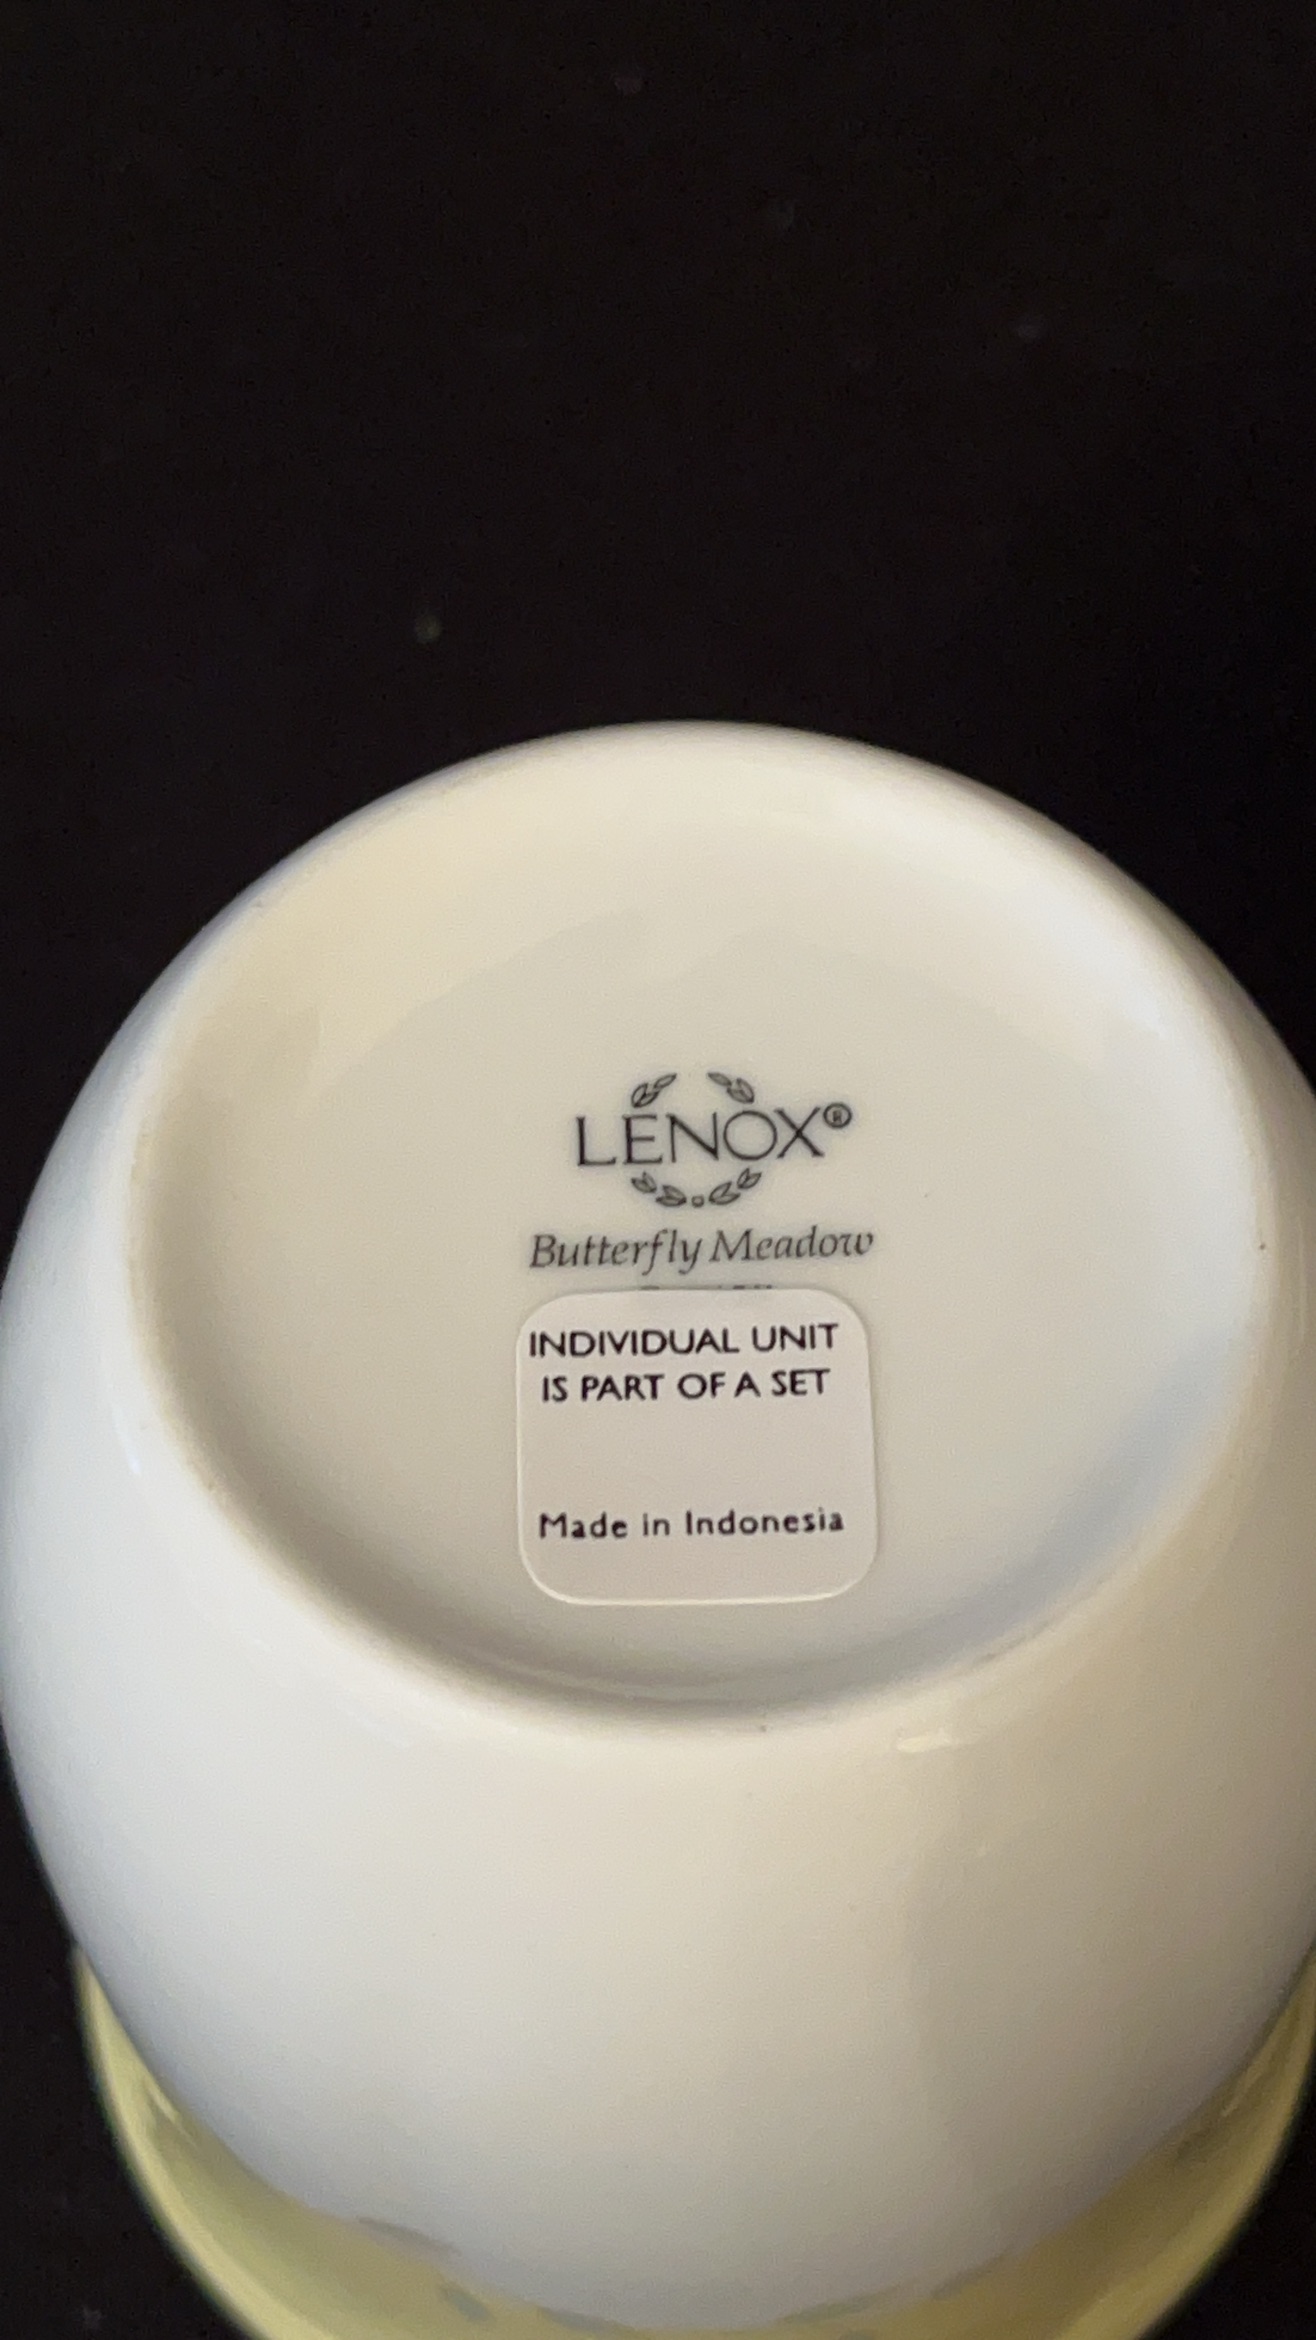 LENOX®
Butterfly Meadow
INDIVIDUAL UNIT
IS PART OF A SET
Made in Indonesia